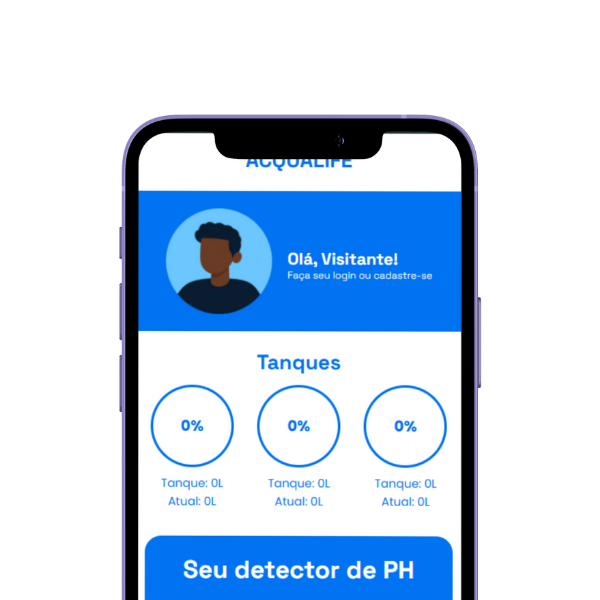 ACQUALIFE
Olá, Visitante!
Faça seu login ou cadastre-se
Tanques
0% 0% 0%
Tanque: 0L Tanque: 0L Tanque: 0L
Atual: 0L Atual: 0L Atual: 0L
Seu detector de PH